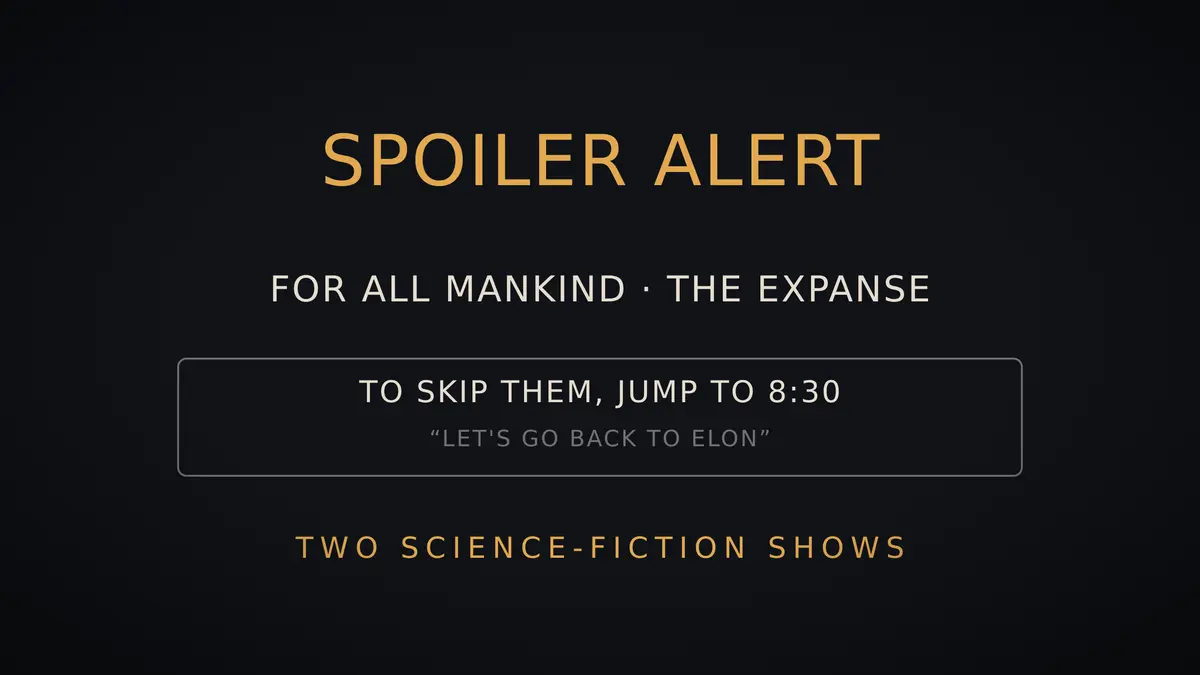 SPOILER ALERT
FOR ALL MANKIND · THE EXPANSE
TO SKIP THEM, JUMP TO 8:30
“LET'S GO BACK TO ELON”
TWO SCIENCE-FICTION SHOWS